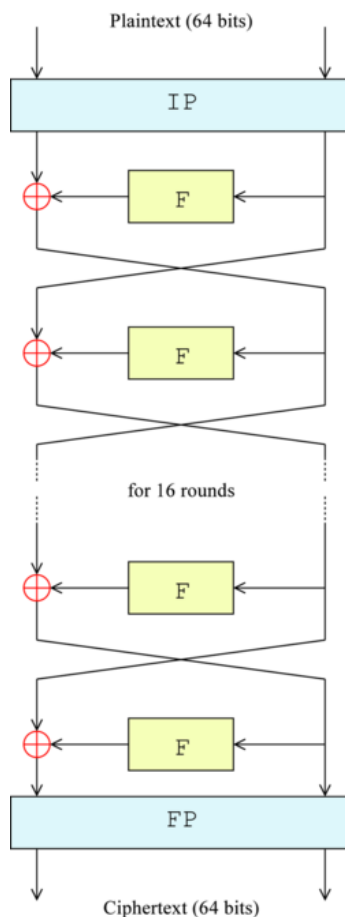 Plaintext (64 bits)
IP
F
F
for 16 rounds
F
F
FP
Ciphertext (64 bits)